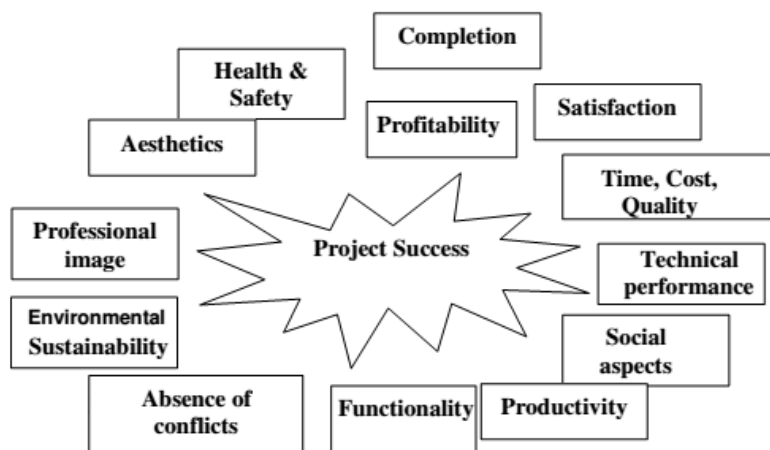 Completion
Health &
Safety
Satisfaction
Profitability
Aesthetics
Time, Cost,
Quality
Professional
image
Project Success
Technical
performance
Environmental
Sustainability
Social
aspects
Absence of
conflicts
Functionality
Productivity